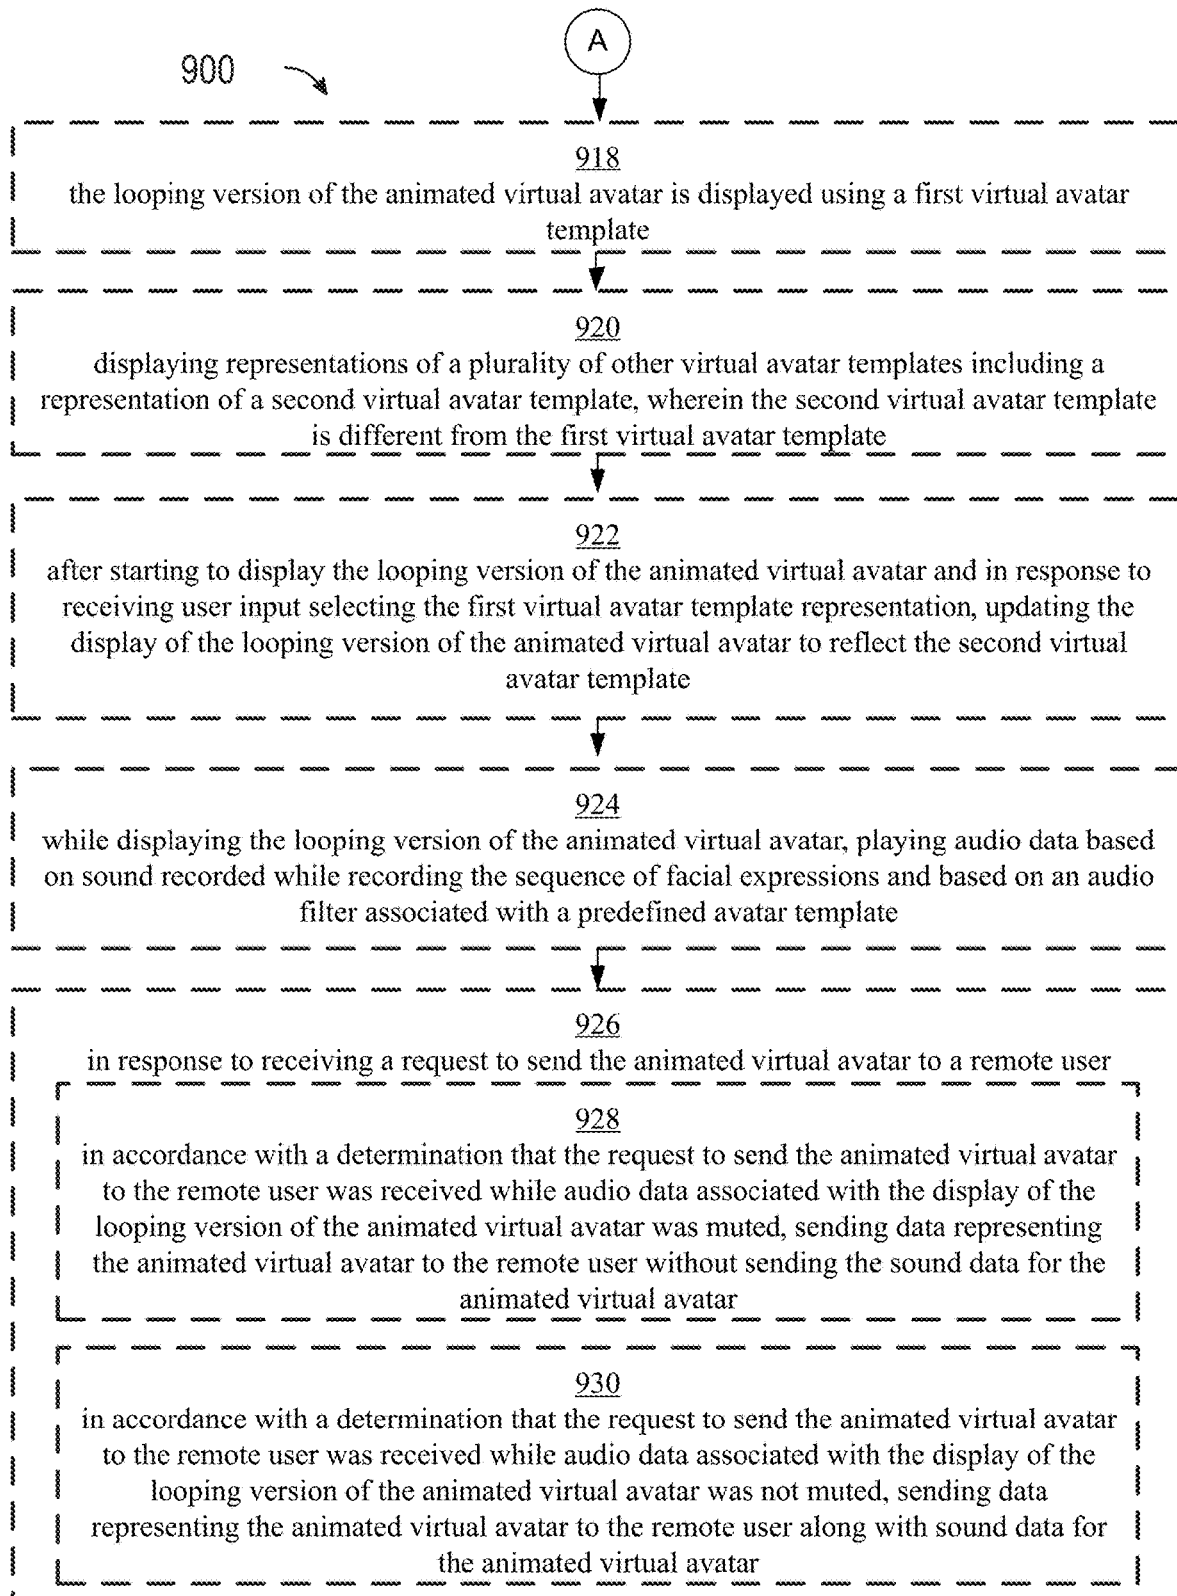 A
900
918
the looping version of the animated virtual avatar is displayed using a first virtual avatar
template
920
displaying representations of a plurality of other virtual avatar templates including a
representation of a second virtual avatar template, wherein the second virtual avatar template
is different from the first virtual avatar template
922
after starting to display the looping version of the animated virtual avatar and in response to
receiving user input selecting the first virtual avatar template representation, updating the
display of the looping version of the animated virtual avatar to reflect the second virtual
avatar template
924
while displaying the looping version of the animated virtual avatar, playing audio data based
on sound recorded while recording the sequence of facial expressions and based on an audio
filter associated with a predefined avatar template
926
in response to receiving a request to send the animated virtual avatar to a remote user
928
in accordance with a determination that the request to send the animated virtual avatar
to the remote user was received while audio data associated with the display of the
looping version of the animated virtual avatar was muted, sending data representing
the animated virtual avatar to the remote user without sending the sound data for the
animated virtual avatar
930
in accordance with a determination that the request to send the animated virtual avatar
to the remote user was received while audio data associated with the display of the
looping version of the animated virtual avatar was not muted, sending data
representing the animated virtual avatar to the remote user along with sound data for
the animated virtual avatar